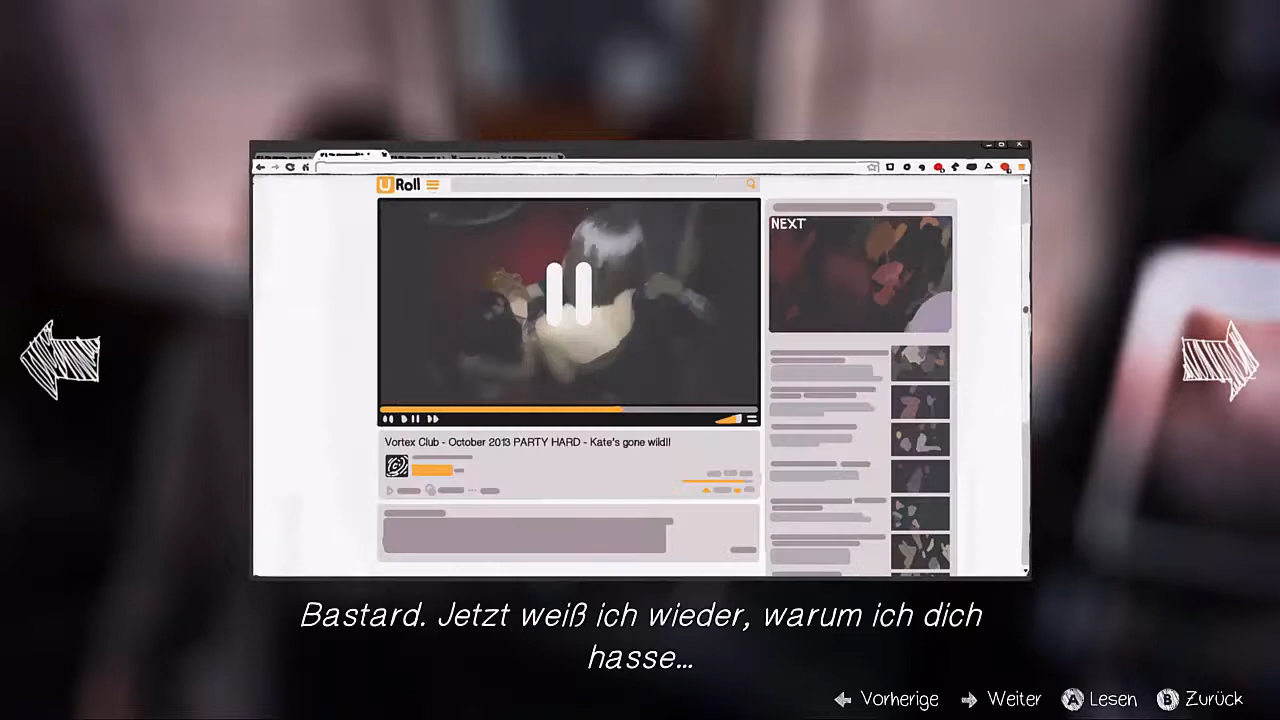 U Roll
NEXT
Vortex Club - October 2013 PARTY HARD - Kate's gone wild!!
Bastard. Jetzt weiß ich wieder, warum ich dich
hasse...
Vorherige Weiter A Lesen B Zurück